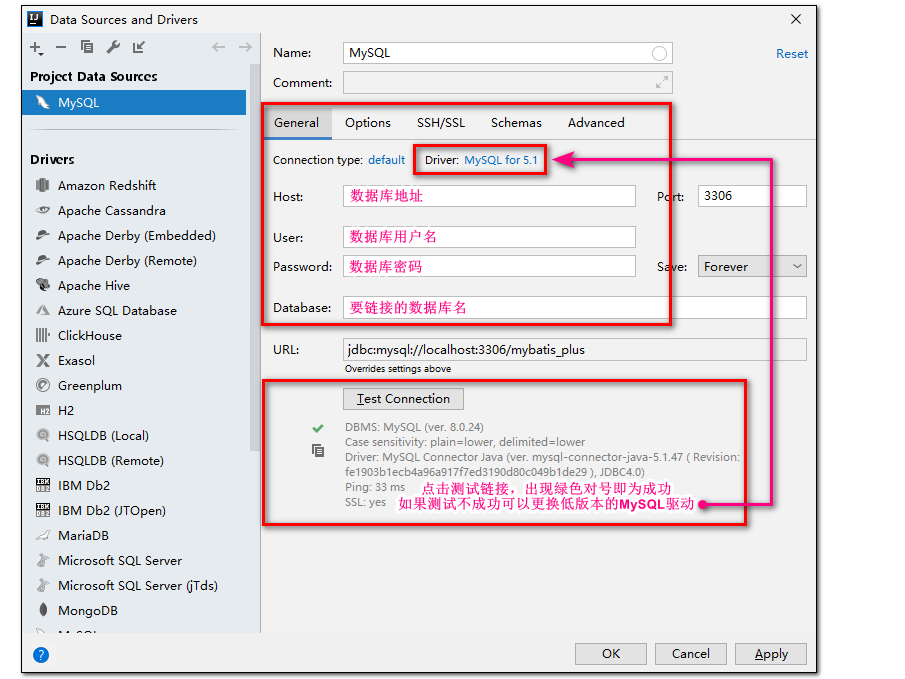 Data Sources and Drivers
Project Data Sources
MySQL
Drivers
Amazon Redshift
Apache Cassandra
Apache Derby (Embedded)
Apache Derby (Remote)
Apache Hive
Azure SQL Database
ClickHouse
Exasol
Greenplum
H2
HSQLDB (Local)
HSQLDB (Remote)
IBM Db2
IBM Db2 (JTOpen)
MariaDB
Microsoft SQL Server
Microsoft SQL Server (jTds)
MongoDB
Name: MySQL
Reset
Comment:
General Options SSH/SSL Schemas Advanced
Connection type: default Driver: MySQL for 5.1
Host: 数据库地址 Port: 3306
User: 数据库用户名
Password: 数据库密码 Save: Forever
Database: 要链接的数据库名
URL: jdbc:mysql://localhost:3306/mybatis_plus
Overrides settings above
Test Connection
DBMS: MySQL (ver. 8.0.24)
Case sensitivity: plain=lower, delimited=lower
Driver: MySQL Connector Java (ver. mysql-connector-java-5.1.47 ( Revision:
fe1903b1ecb4a96a917f7ed3190d80c049b1de29 ), JDBC4.0)
Ping: 33 ms
SSL: yes
点击测试链接，出现绿色对号即为成功
如果测试不成功可以更换低版本的MySQL驱动
? OK Cancel Apply